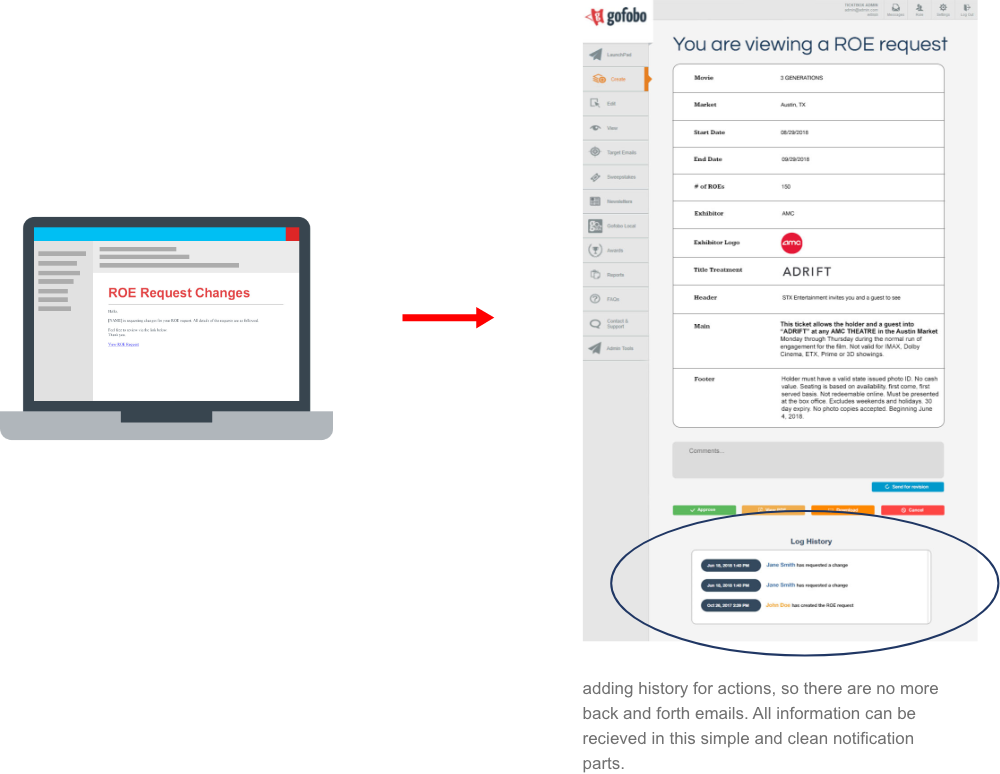 ROE Request Changes
Hello,
[NAME] is requesting changes for your ROE request. All details of this request are as followed.
Feel free to review via the link below
Thank you,
View ROE Request
gofobo
admin@admin.com
admin
Messages
Settings
Log Out
LaunchPad
Create
Edit
View
Target Emails
Sweepstakes
Newsletters
Gofobo Local
Awards
Reports
FAQs
Contact &
Support
Admin Tools
You are viewing a ROE request
Movie 3 GENERATIONS
Market Austin, TX
Start Date 08/29/2018
End Date 09/29/2018
# of ROEs 150
Exhibitor AMC
Exhibitor Logo amc
Title Treatment ADRIFT
Header STX Entertainment invites you and a guest to see
Main This ticket allows the holder and a guest into
"ADRIFT" at any AMC THEATRE in the Austin Market
Monday through Thursday during the normal run of
engagement for the film. Not valid for IMAX, Dolby
Cinema, ETX, Prime or 3D showings.
Footer Holder must have a valid state issued photo ID. No cash
value. Seating is based on availability, first come, first
served basis. Not redeemable online. Must be presented
at the box office. Excludes weekends and holidays. 30
day expiry. No photo copies accepted. Beginning June
4, 2018.
Comments...
Send for revision
Approve Download Cancel
Log History
Jun 18, 2018 1:49 PM Jane Smith has requested a change
Jun 18, 2018 1:49 PM Jane Smith has requested a change
Oct 26, 2017 2:29 PM John Doe has created the ROE request
adding history for actions, so there are no more
back and forth emails. All information can be
recieved in this simple and clean notification
parts.